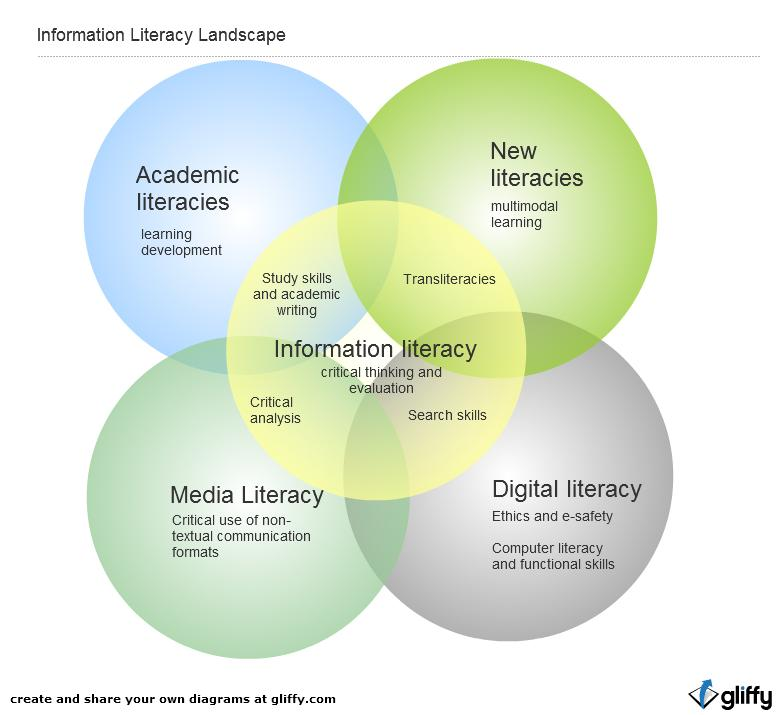 Information Literacy Landscape
Academic
literacies
learning
development
New
literacies
multimodal
learning
Study skills
and academic
writing
Transliteracies
Information literacy
critical thinking and
evaluation
Critical
analysis
Search skills
Media Literacy
Critical use of non-
textual communication
formats
Digital literacy
Ethics and e-safety
Computer literacy
and functional skills
create and share your own diagrams at gliffy.com
gliffy